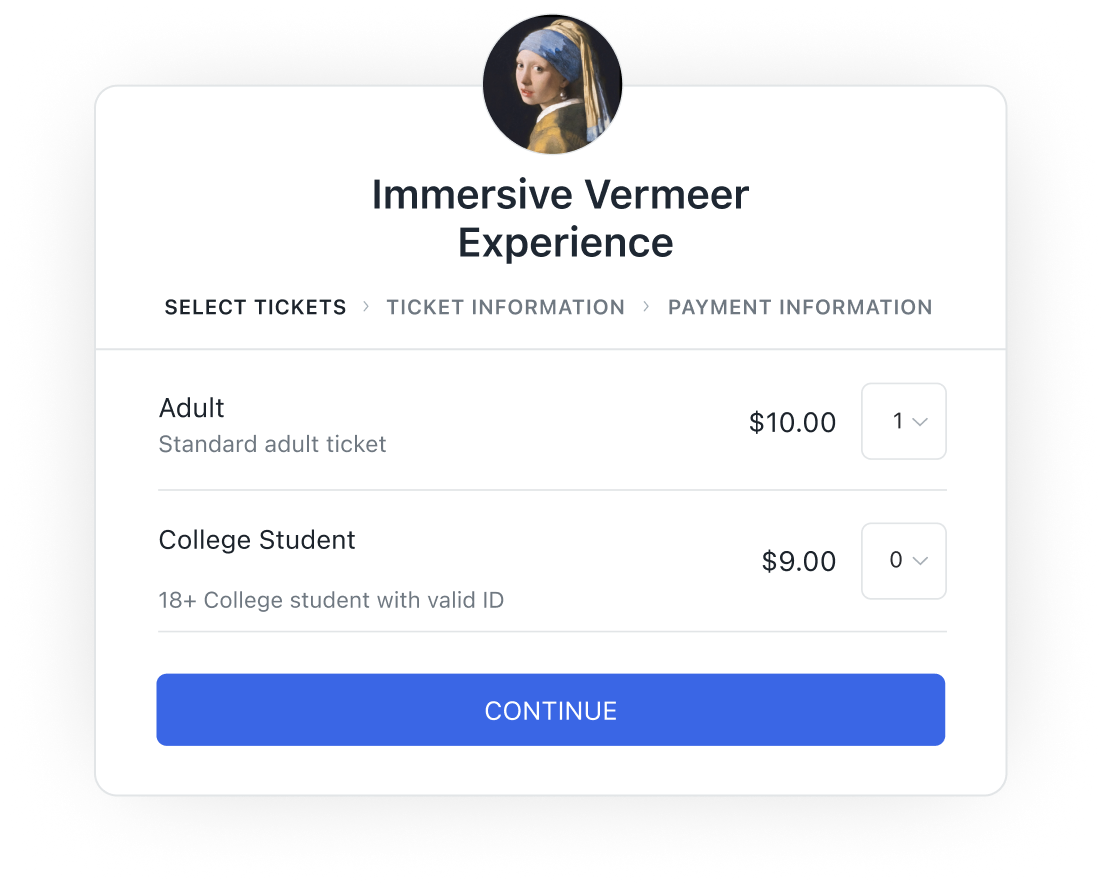 Immersive Vermeer
Experience
SELECT TICKETS › TICKET INFORMATION › PAYMENT INFORMATION
Adult
Standard adult ticket
$10.00
1
College Student
18+ College student with valid ID
$9.00
0
CONTINUE